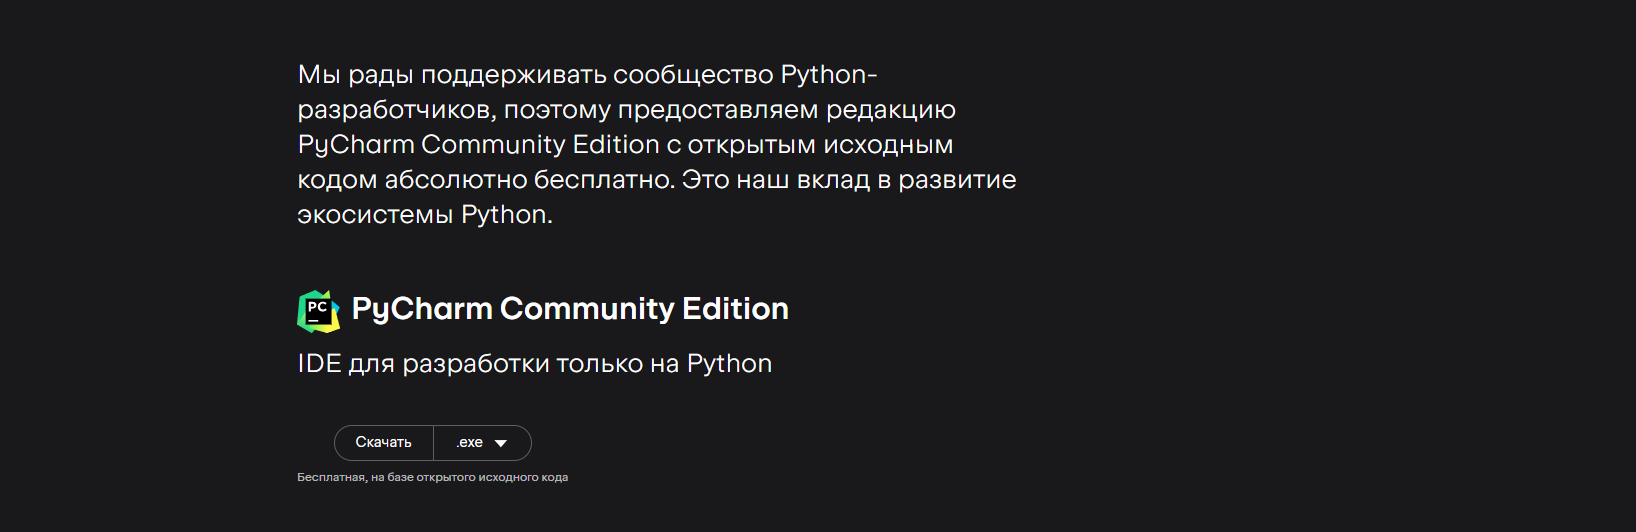 Мы рады поддерживать сообщество Python-
разработчиков, поэтому предоставляем редакцию
PyCharm Community Edition с открытым исходным
кодом абсолютно бесплатно. Это наш вклад в развитие
экосистемы Python.
PC PyCharm Community Edition
IDE для разработки только на Python
Скачать .exe
Бесплатная, на базе открытого исходного кода